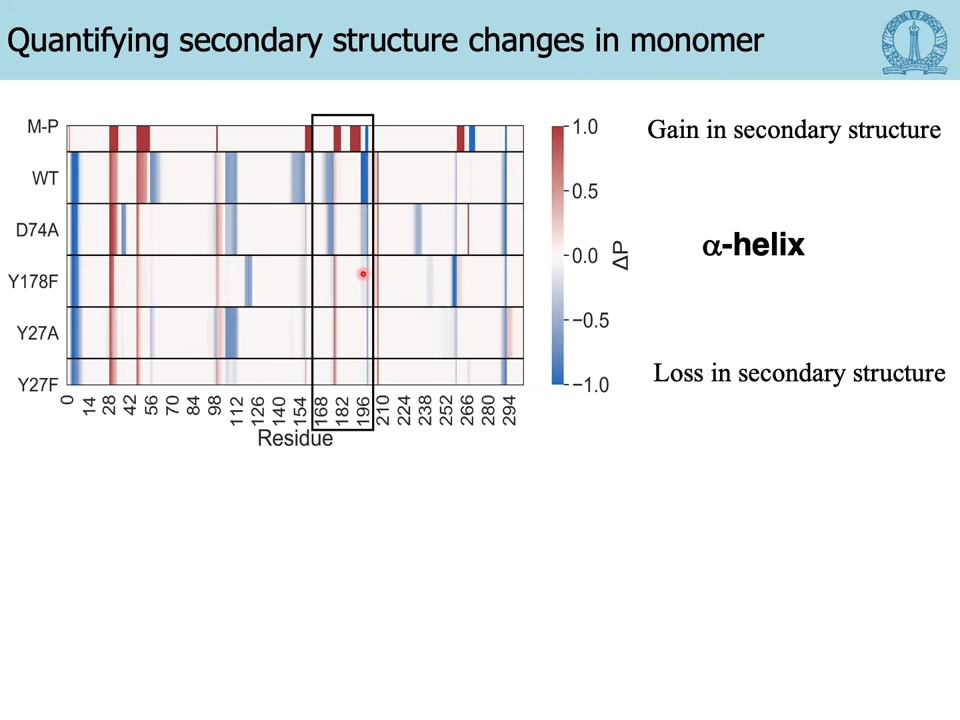 Quantifying secondary structure changes in monomer
M-P
WT
D74A
Y178F
Y27A
Y27F
0 14 28 42 56 70 84 98 112 126 140 154 168 182 196 210 224 238 252 266 280 294
Residue
1.0
0.5
0.0
−0.5
−1.0
ΔP
Gain in secondary structure
α-helix
Loss in secondary structure